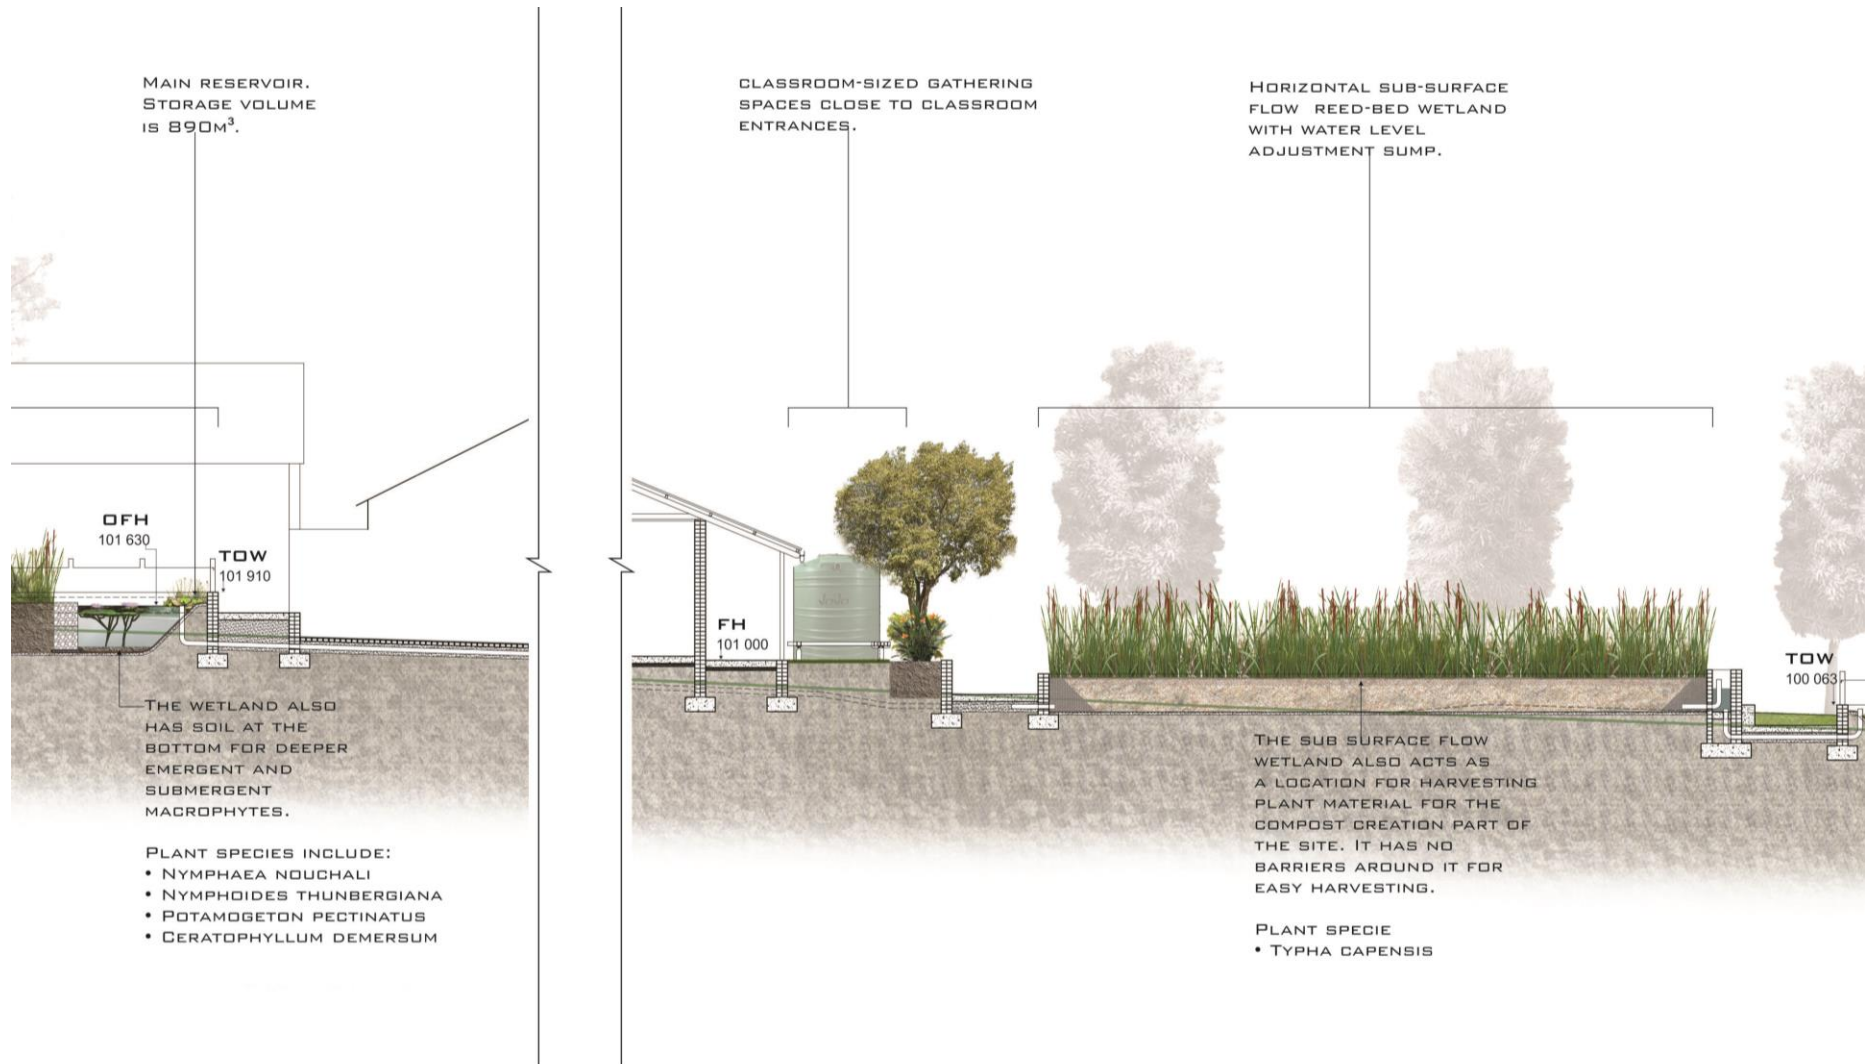 MAIN RESERVOIR.
STORAGE VOLUME
IS 890M³.
OFH
101 630
TOW
101 910
THE WETLAND ALSO
HAS SOIL AT THE
BOTTOM FOR DEEPER
EMERGENT AND
SUBMERGENT
MACROPHYTES.
PLANT SPECIES INCLUDE:
• NYMPHAEA NOUCHALI
• NYMPHOIDES THUNBERGIANA
• POTAMOGETON PECTINATUS
• CERATOPHYLLUM DEMERSUM
CLASSROOM-SIZED GATHERING
SPACES CLOSE TO CLASSROOM
ENTRANCES.
JoJo
FH
101 000
HORIZONTAL SUB-SURFACE
FLOW REED-BED WETLAND
WITH WATER LEVEL
ADJUSTMENT SUMP.
TOW
100 063
THE SUB SURFACE FLOW
WETLAND ALSO ACTS AS
A LOCATION FOR HARVESTING
PLANT MATERIAL FOR THE
COMPOST CREATION PART OF
THE SITE. IT HAS NO
BARRIERS AROUND IT FOR
EASY HARVESTING.
PLANT SPECIE
• TYPHA CAPENSIS